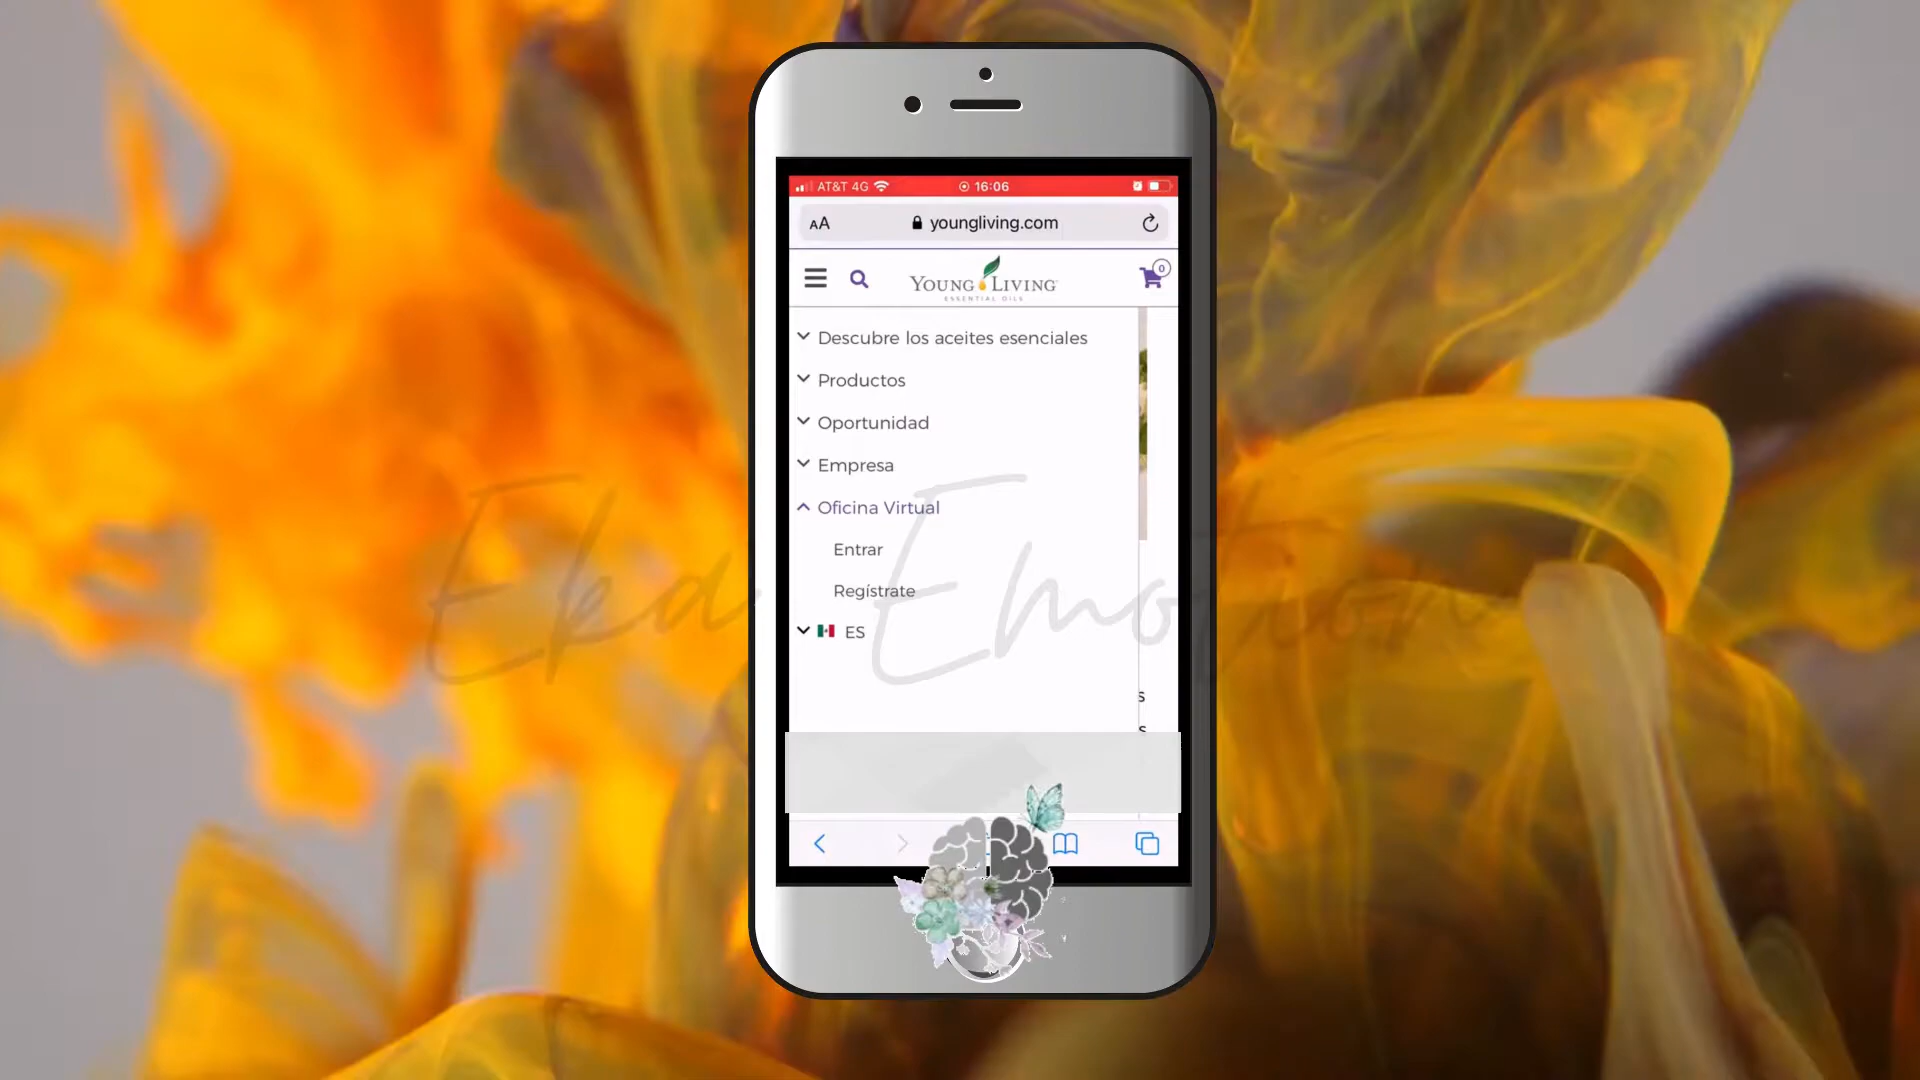 AT&T 4G
16:06
AA
youngliving.com
0
YOUNG LIVING
ESSENTIAL OILS
Descubre los aceites esenciales
Productos
Oportunidad
Empresa
Oficina Virtual
Entrar
Regístrate
ES
s
s
Emotion